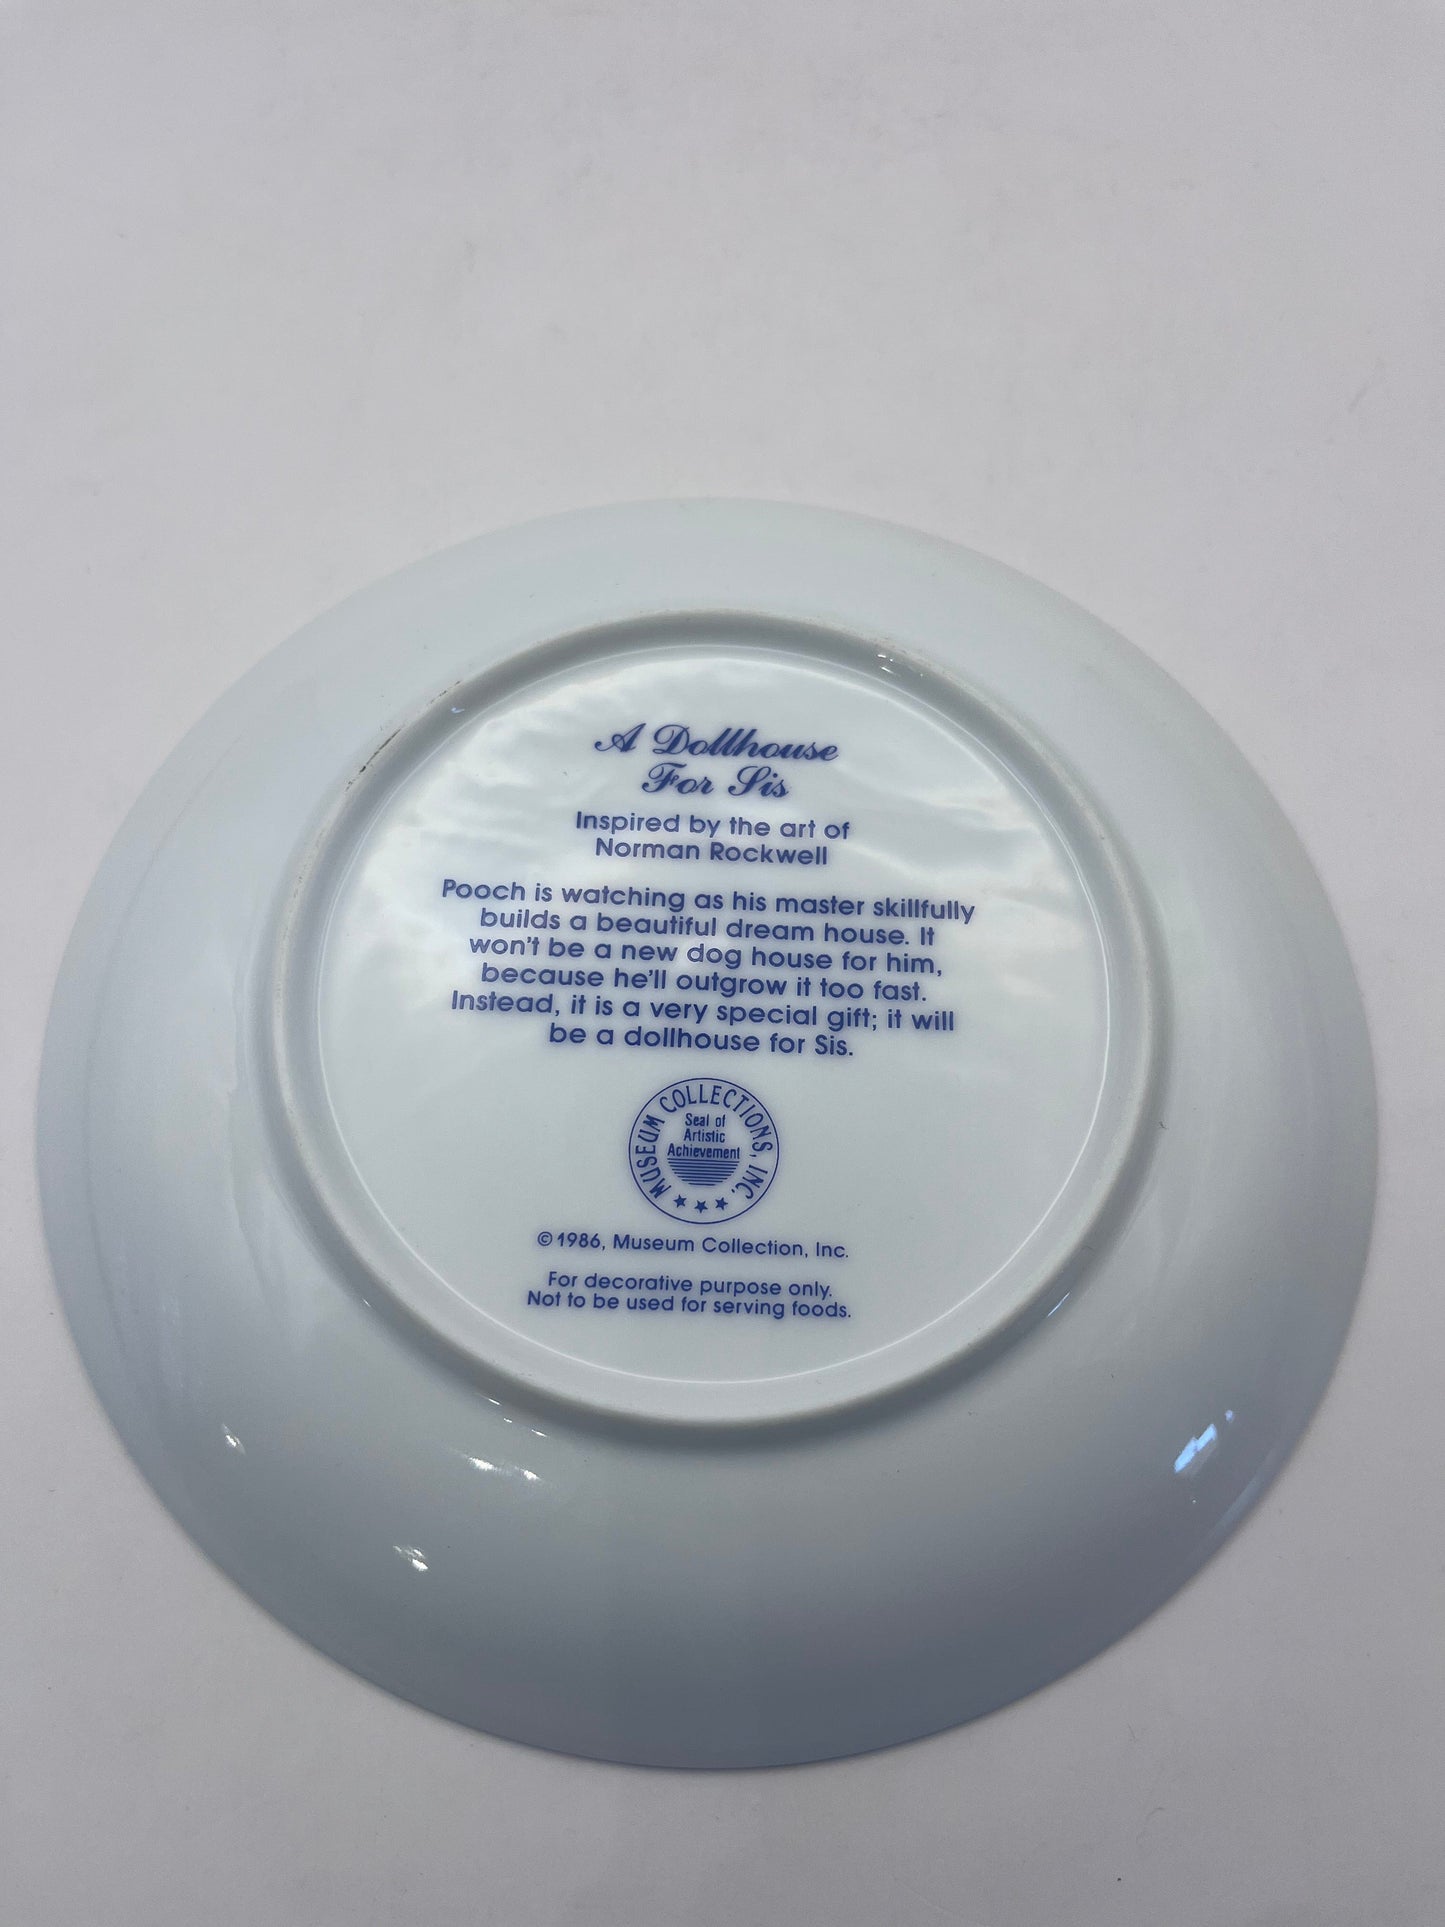 A Dollhouse
For Sis
Inspired by the art of
Norman Rockwell
Pooch is watching as his master skillfully
builds a beautiful dream house. It
won't be a new dog house for him,
because he'll outgrow it too fast.
Instead, it is a very special gift; it will
be a dollhouse for Sis.
MUSEUM COLLECTIONS, INC.
Seal of
Artistic
Achievement
©1986, Museum Collection, Inc.
For decorative purpose only.
Not to be used for serving foods.